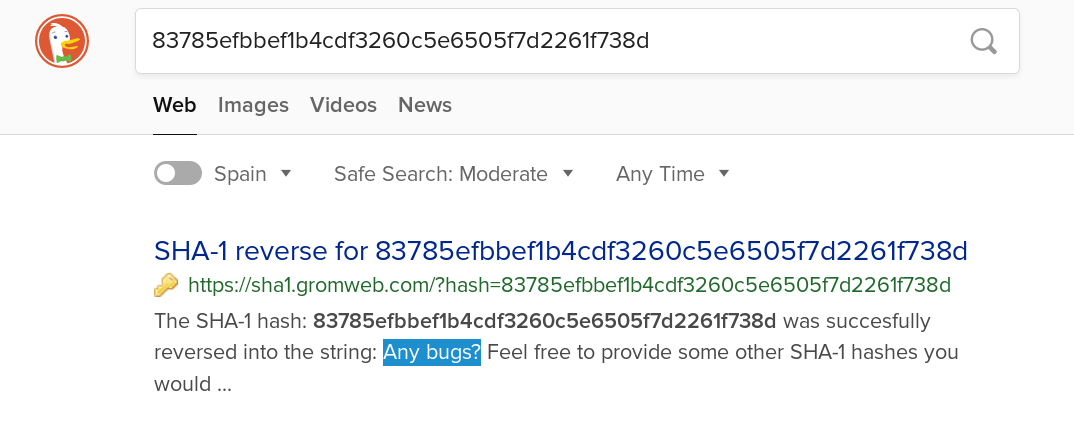 83785efbbef1b4cdf3260c5e6505f7d2261f738d
Web Images Videos News
Spain Safe Search: Moderate Any Time
SHA-1 reverse for 83785efbbef1b4cdf3260c5e6505f7d2261f738d
https://sha1.gromweb.com/?hash=83785efbbef1b4cdf3260c5e6505f7d2261f738d
The SHA-1 hash: 83785efbbef1b4cdf3260c5e6505f7d2261f738d was succesfully
reversed into the string: Any bugs? Feel free to provide some other SHA-1 hashes you
would ...